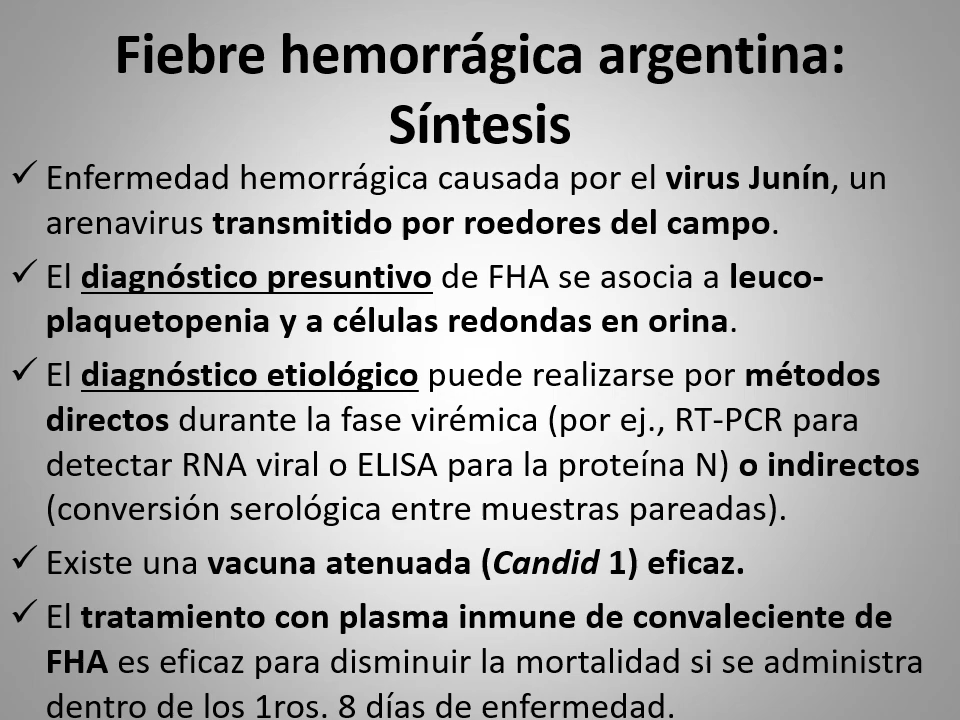 Fiebre hemorrágica argentina:
Síntesis
✓ Enfermedad hemorrágica causada por el virus Junín, un
arenavirus transmitido por roedores del campo.
✓ El diagnóstico presuntivo de FHA se asocia a leuco-
plaquetopenia y a células redondas en orina.
✓ El diagnóstico etiológico puede realizarse por métodos
directos durante la fase virémica (por ej., RT-PCR para
detectar RNA viral o ELISA para la proteína N) o indirectos
(conversión serológica entre muestras pareadas).
✓ Existe una vacuna atenuada (Candid 1) eficaz.
✓ El tratamiento con plasma inmune de convaleciente de
FHA es eficaz para disminuir la mortalidad si se administra
dentro de los 1ros. 8 días de enfermedad.